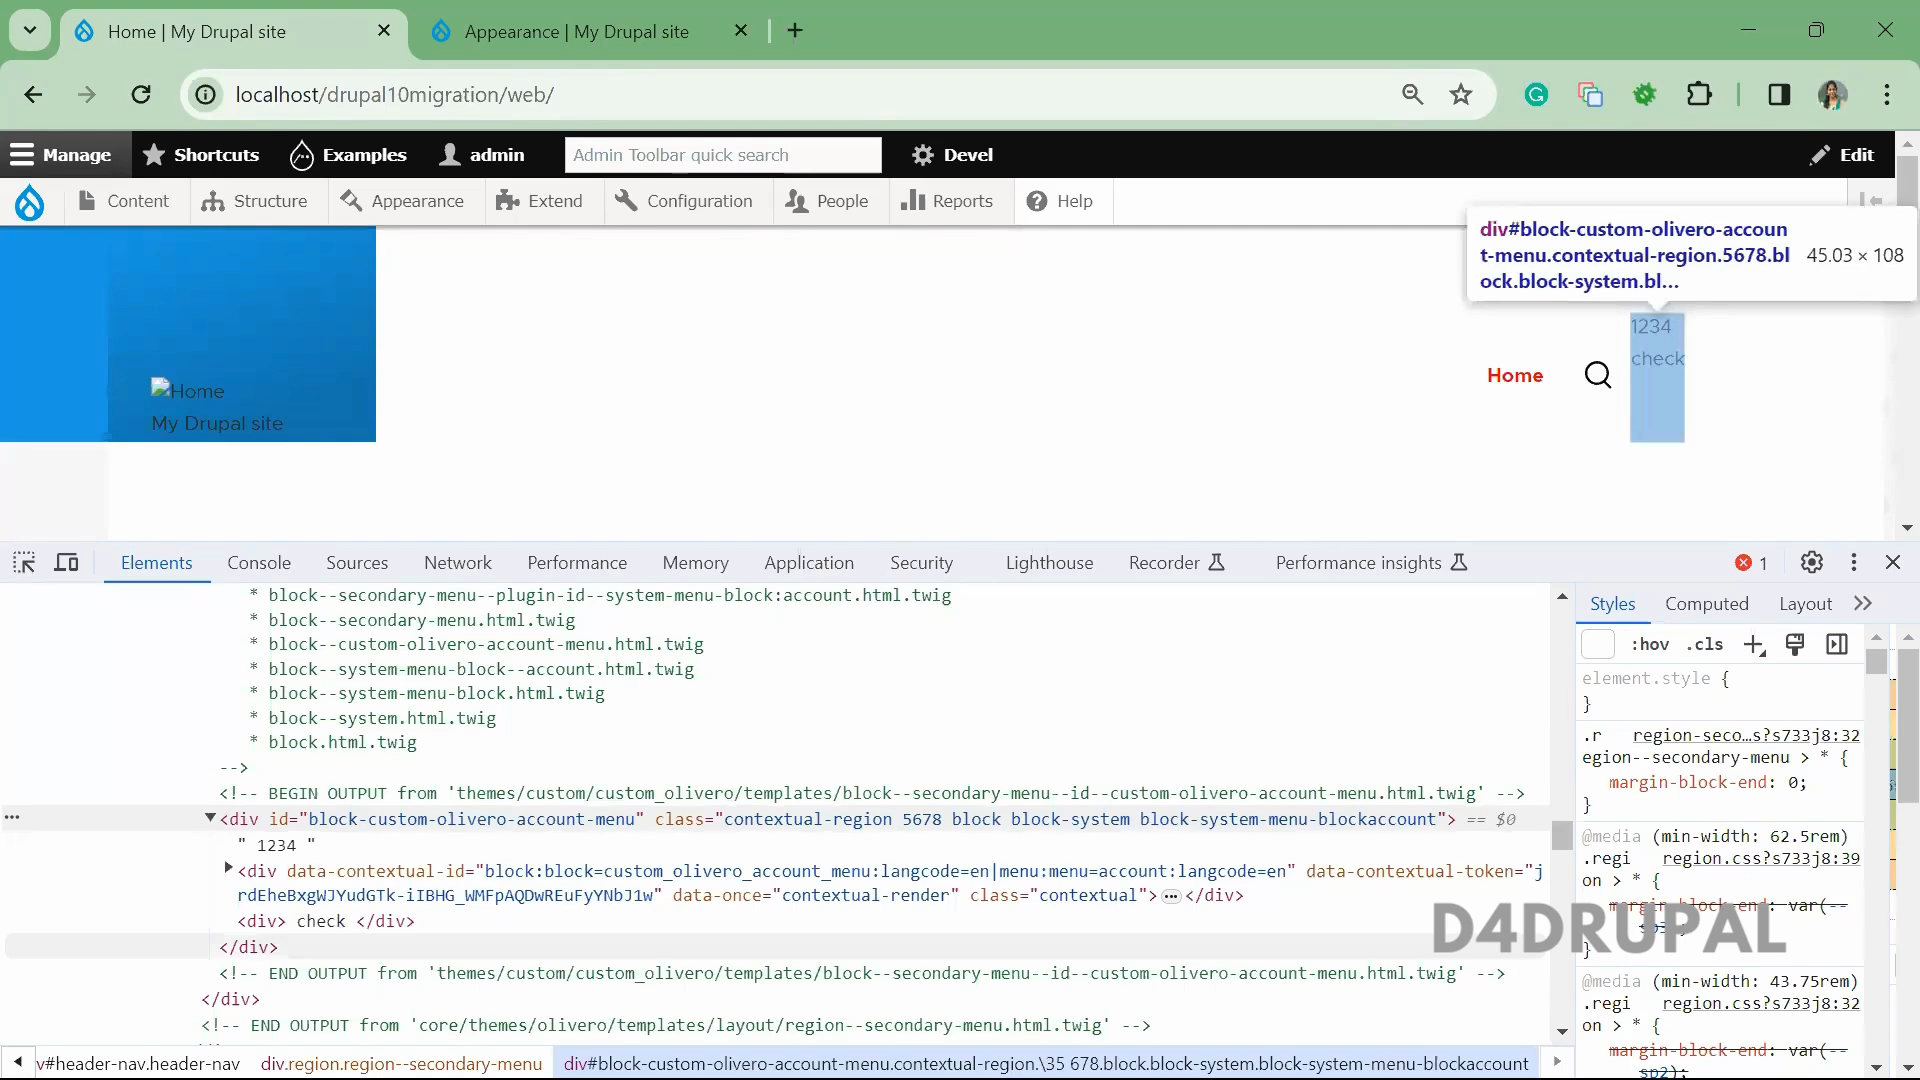 Home | My Drupal site
Appearance | My Drupal site
localhost/drupal10migration/web/
Manage
Shortcuts
Examples
admin
Admin Toolbar quick search
Devel
Edit
Content
Structure
Appearance
Extend
Configuration
People
Reports
Help
div#block-custom-olivero-accoun
t-menu.contextual-region.5678.bl
ock.block-system.bl…
45.03 × 108
1234
check
Home
Home
My Drupal site
Elements
Console
Sources
Network
Performance
Memory
Application
Security
Lighthouse
Recorder
Performance insights
1
* block--secondary-menu--plugin-id--system-menu-block:account.html.twig
* block--secondary-menu.html.twig
* block--custom-olivero-account-menu.html.twig
* block--system-menu-block--account.html.twig
* block--system-menu-block.html.twig
* block--system.html.twig
* block.html.twig
-->
<!-- BEGIN OUTPUT from 'themes/custom/custom_olivero/templates/block--secondary-menu--id--custom-olivero-account-menu.html.twig' -->
<div id="block-custom-olivero-account-menu" class="contextual-region 5678 block block-system block-system-menu-blockaccount"> == $0
" 1234 "
<div data-contextual-id="block:block=custom_olivero_account_menu:langcode=en|menu:menu=account:langcode=en" data-contextual-token="j
rdEheBxgWJYudGTk-iIBHG_WMFpAQDwREuFyYNbJ1w" data-once="contextual-render" class="contextual">…</div>
<div> check </div>
</div>
<!-- END OUTPUT from 'themes/custom/custom_olivero/templates/block--secondary-menu--id--custom-olivero-account-menu.html.twig' -->
</div>
<!-- END OUTPUT from 'core/themes/olivero/templates/layout/region--secondary-menu.html.twig' -->
v#header-nav.header-nav
div.region.region--secondary-menu
div#block-custom-olivero-account-menu.contextual-region.\35 678.block.block-system.block-system-menu-blockaccount
Styles
Computed
Layout
:hov
.cls
element.style {
}
.r region-seco…s?s733j8:32
egion--secondary-menu > * {
margin-block-end: 0;
}
@media (min-width: 62.5rem)
.regi region.css?s733j8:39
on > * {
margin-block-end: var(--
}
@media (min-width: 43.75rem)
.regi region.css?s733j8:32
on > * {
margin-block-end: var(--
sp2);
D4DRUPAL